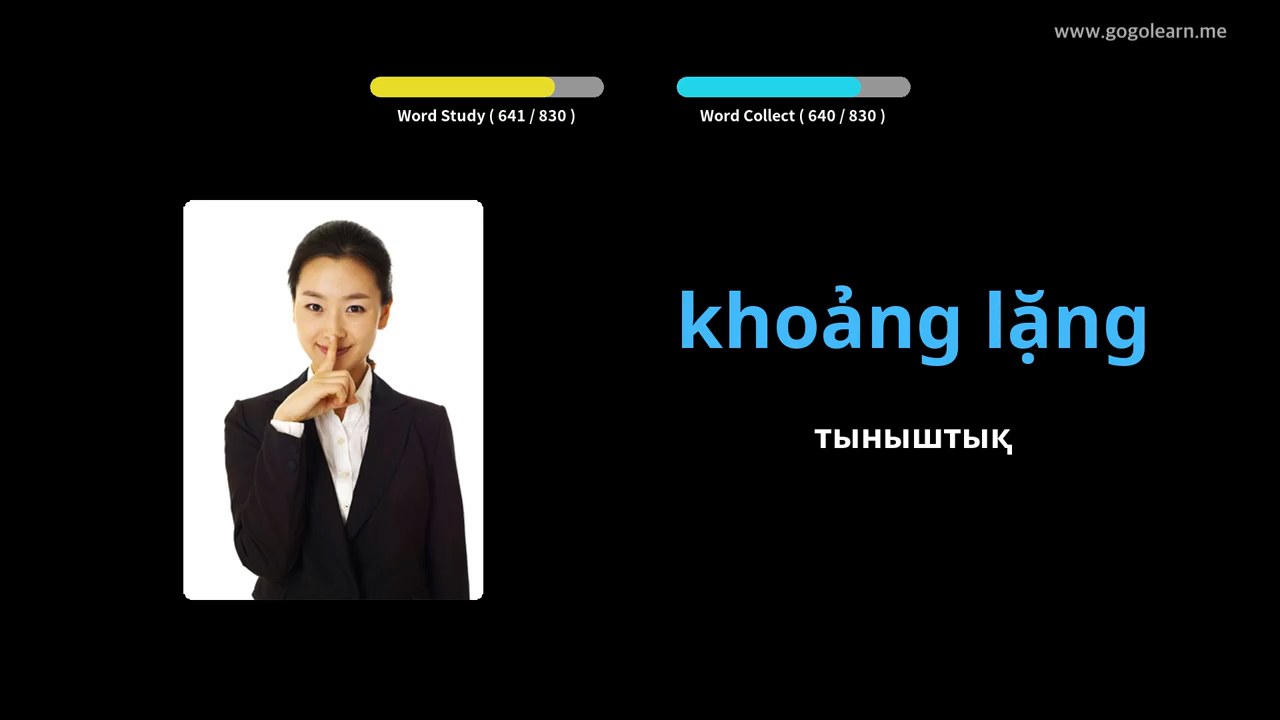 www.gogolearn.me
Word Study ( 641 / 830 )
Word Collect ( 640 / 830 )
khoảng lặng
тыныштық